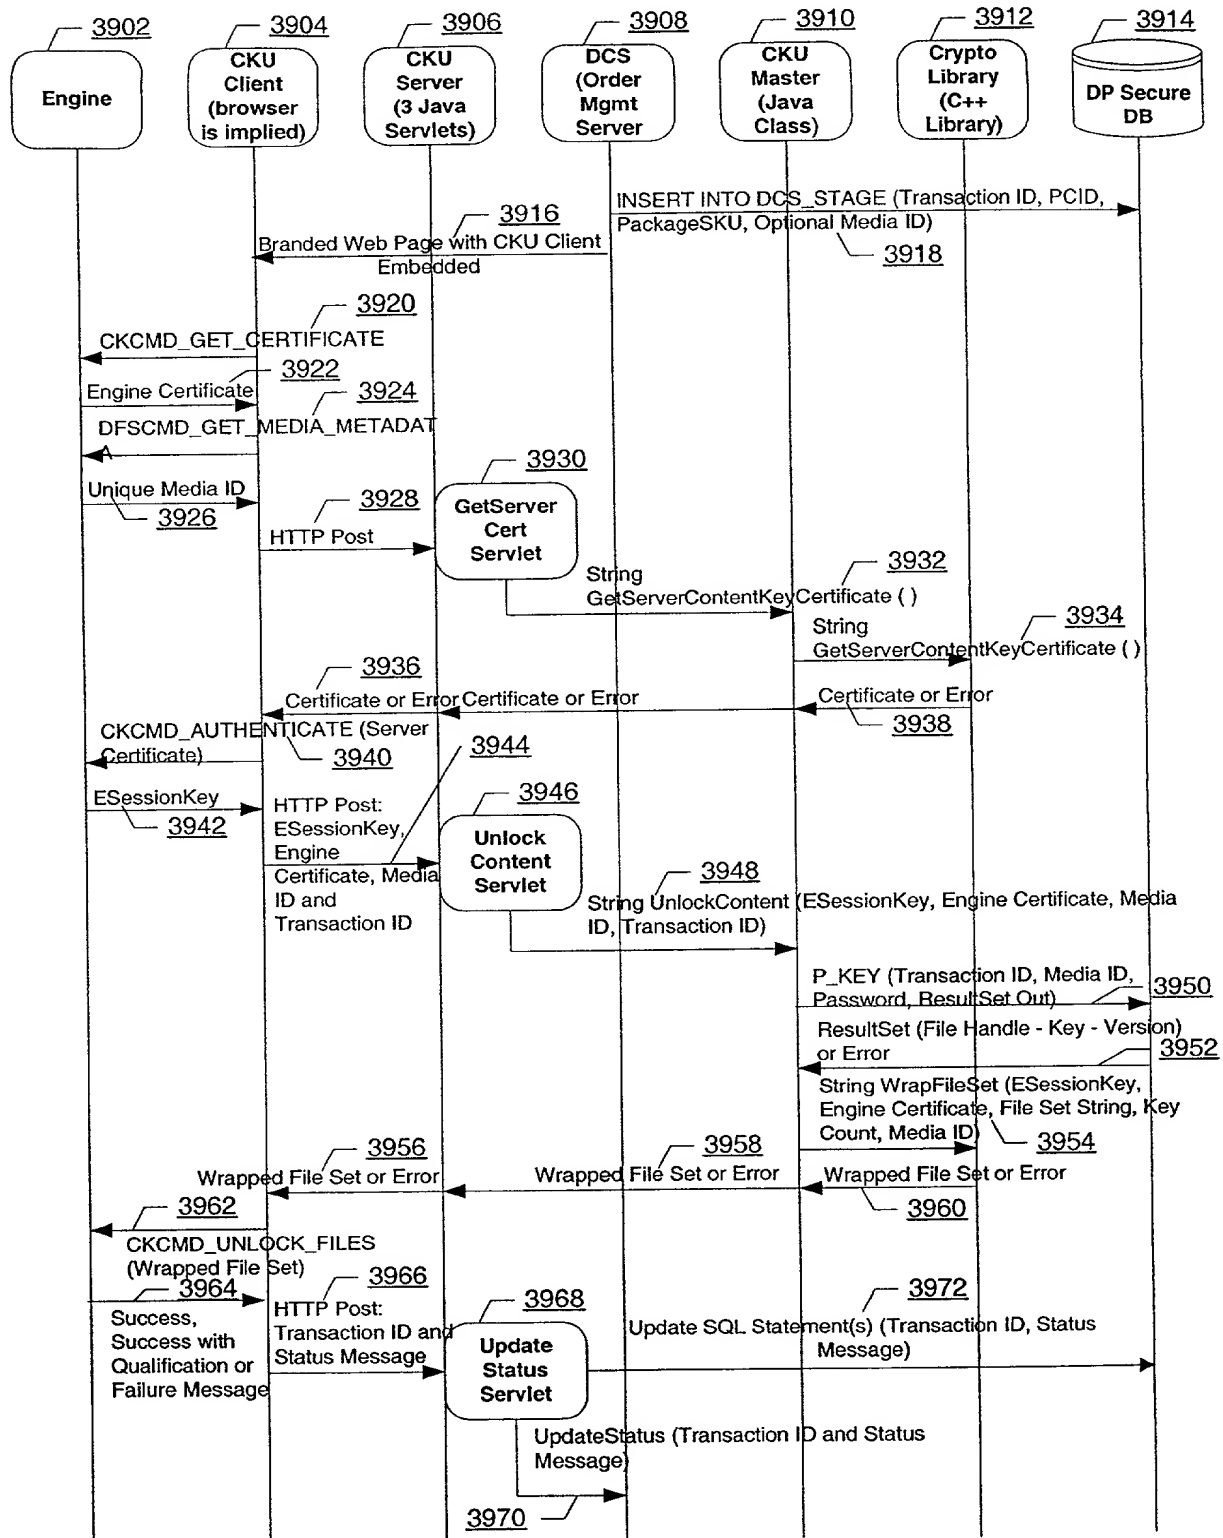 3902
3904
3906
3908
3910
3912
3914
Engine
CKU
Client
(browser
is implied)
CKU
Server
(3 Java
Servlets)
DCS
(Order
Mgmt
Server
CKU
Master
(Java
Class)
Crypto
Library
(C++
Library)
DP Secure
DB
INSERT INTO DCS_STAGE (Transaction ID, PCID,
PackageSKU, Optional Media ID)
3916
3918
Branded Web Page with CKU Client
Embedded
3920
CKCMD_GET_CERTIFICATE
3922
Engine Certificate
3924
DFSCMD_GET_MEDIA_METADAT
A
Unique Media ID
3926
3928
HTTP Post
3930
GetServer
Cert
Servlet
3932
String
GetServerContentKeyCertificate ( )
3934
String
GetServerContentKeyCertificate ( )
3936
Certificate or Error
Certificate or Error
Certificate or Error
3938
CKCMD_AUTHENTICATE (Server
Certificate)
3940
3944
ESessionKey
3942
HTTP Post:
ESessionKey,
Engine
Certificate, Media
ID and
Transaction ID
3946
Unlock
Content
Servlet
3948
String UnlockContent (ESessionKey, Engine Certificate, Media
ID, Transaction ID)
P_KEY (Transaction ID, Media ID,
Password, ResultSet Out)
3950
ResultSet (File Handle - Key - Version)
or Error
3952
String WrapFileSet (ESessionKey,
Engine Certificate, File Set String, Key
Count, Media ID)
3954
3956
Wrapped File Set or Error
3958
Wrapped File Set or Error
Wrapped File Set or Error
3960
3962
CKCMD_UNLOCK_FILES
(Wrapped File Set)
3964
Success,
Success with
Qualification or
Failure Message
3966
HTTP Post:
Transaction ID and
Status Message
3968
Update
Status
Servlet
3972
Update SQL Statement(s) (Transaction ID, Status
Message)
UpdateStatus (Transaction ID and Status
Message)
3970